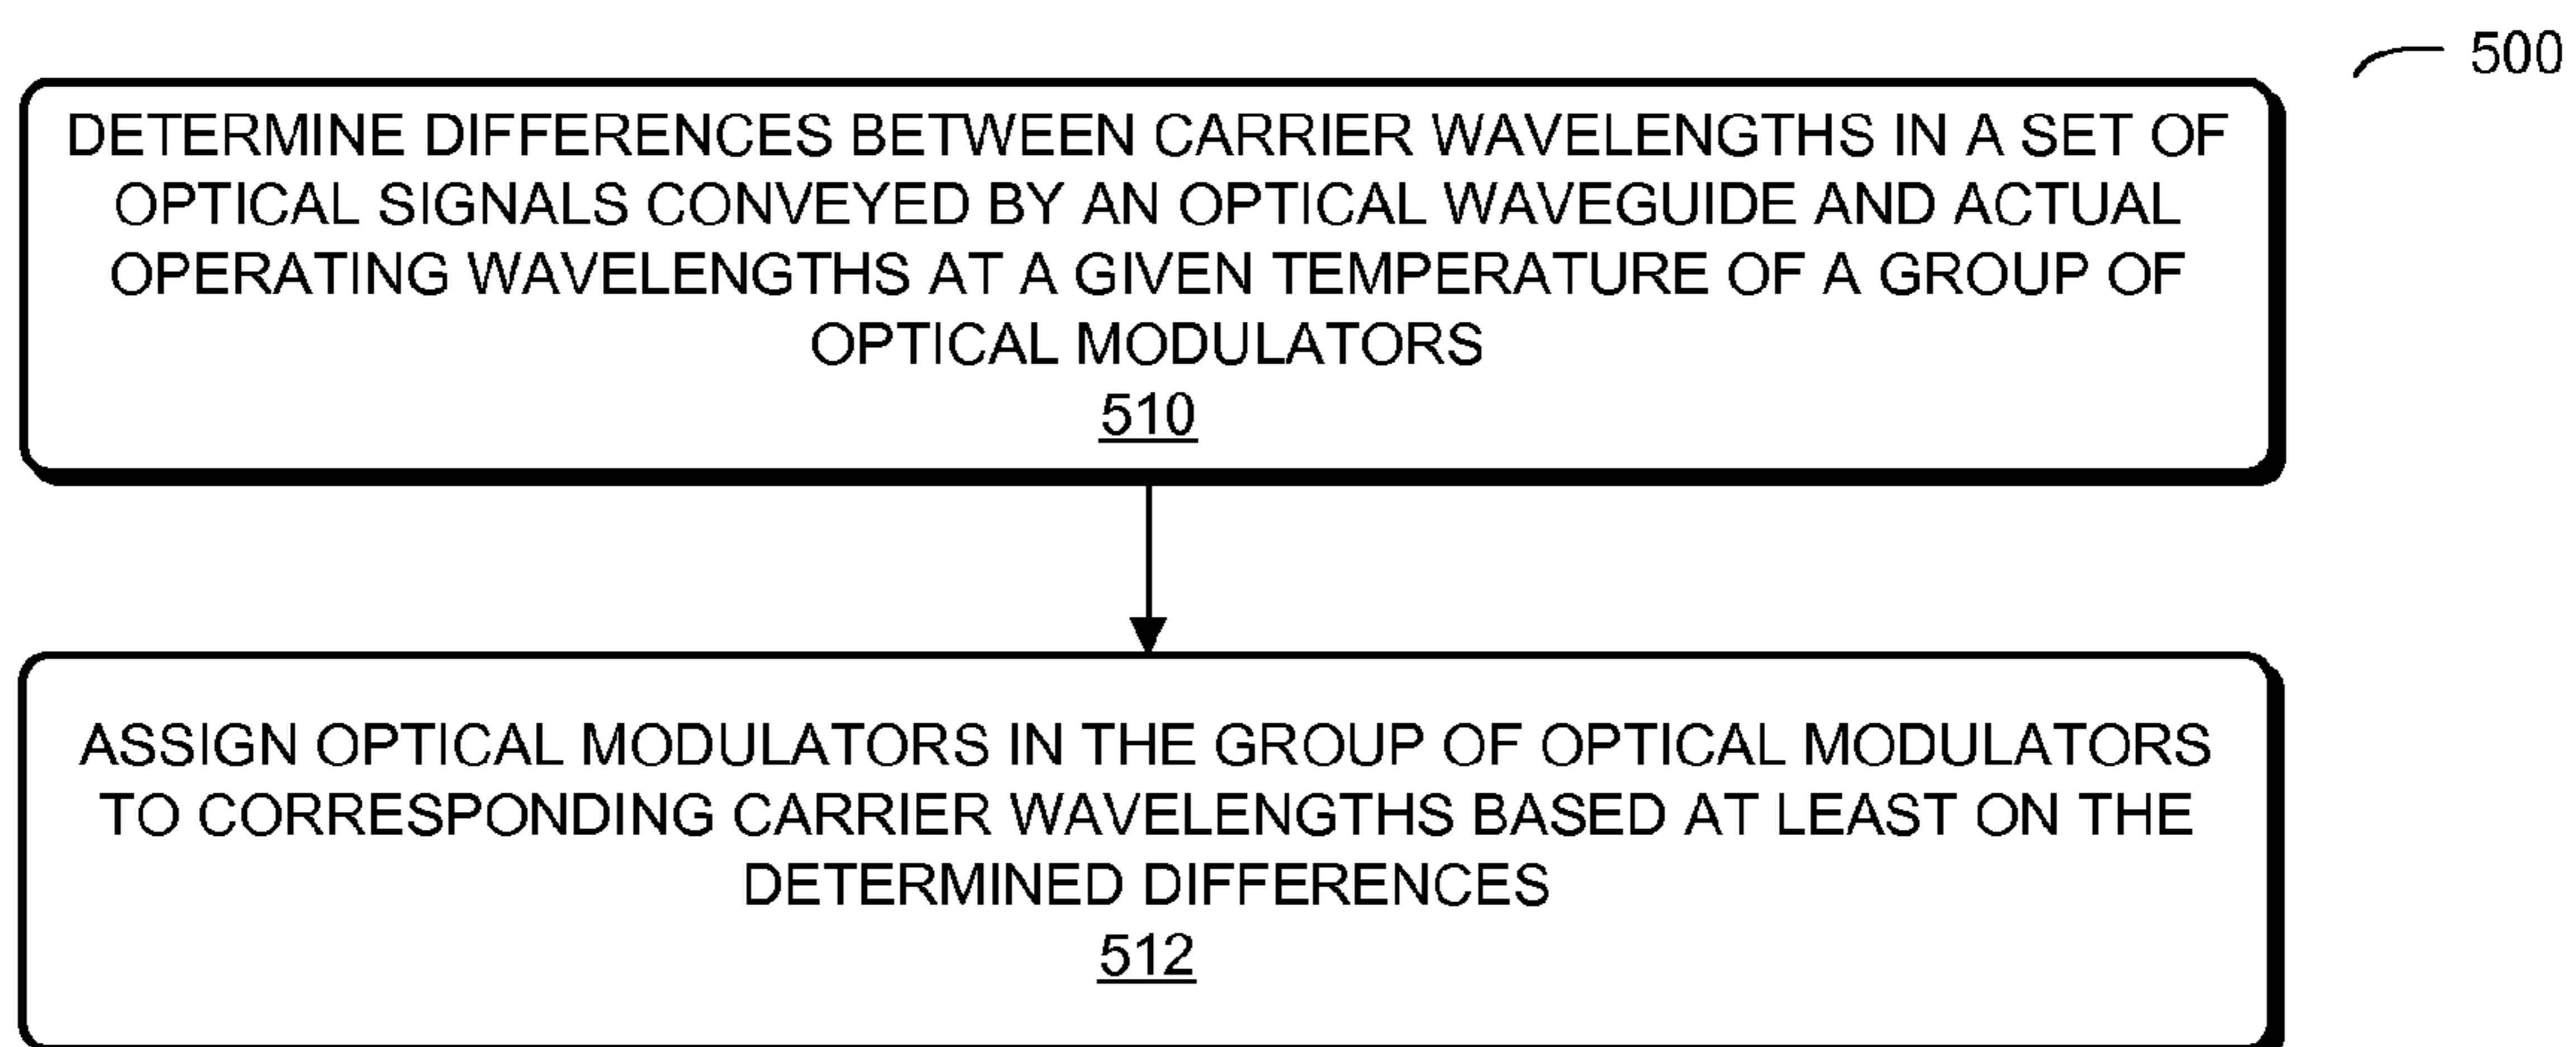 500
DETERMINE DIFFERENCES BETWEEN CARRIER WAVELENGTHS IN A SET OF
OPTICAL SIGNALS CONVEYED BY AN OPTICAL WAVEGUIDE AND ACTUAL
OPERATING WAVELENGTHS AT A GIVEN TEMPERATURE OF A GROUP OF
OPTICAL MODULATORS
510
ASSIGN OPTICAL MODULATORS IN THE GROUP OF OPTICAL MODULATORS
TO CORRESPONDING CARRIER WAVELENGTHS BASED AT LEAST ON THE
DETERMINED DIFFERENCES
512